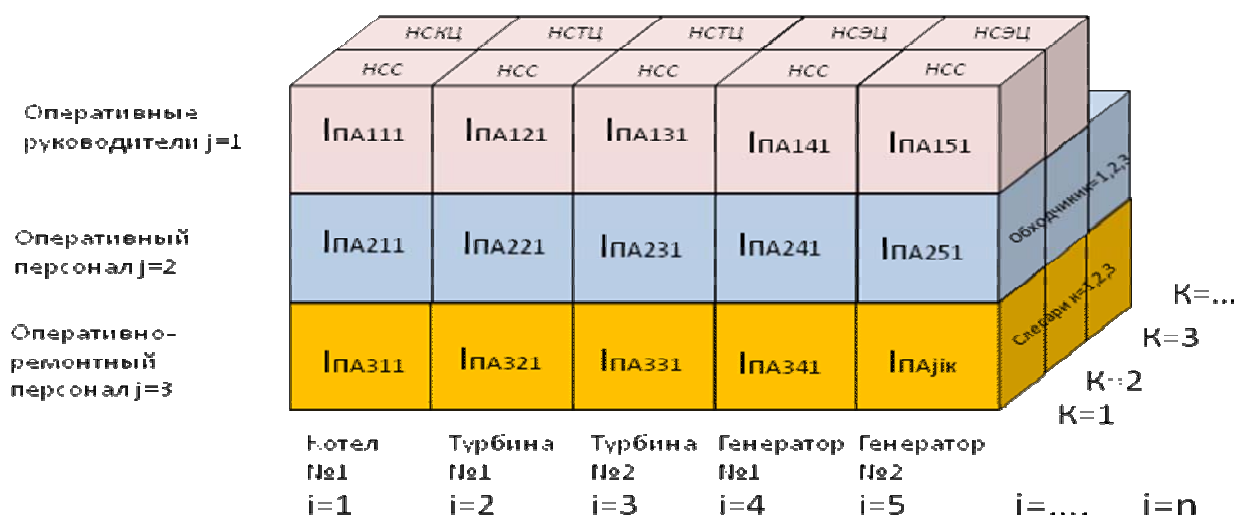 НСКЦ НСТЦ НСТЦ НСЭЦ НСЭЦ
НСС НСС НСС НСС НСС
Оперативные
руководители j=1
IПА111 IПА121 IПА131 IПА141 IПА151
Оперативный
персонал j=2
IПА211 IПА221 IПА231 IПА241 IПА251
Обходчики к=1,2,3
Оперативно-
ремонтный
персонал j=3
IПА311 IПА321 IПА331 IПА341 IПАjiк
Слесари к=1,2,3
К=...
К=3
К=2
К=1
Котел Турбина Турбина Генератор Генератор
№1 №1 №2 №1 №2
i=1 i=2 i=3 i=4 i=5 i=.... i=n